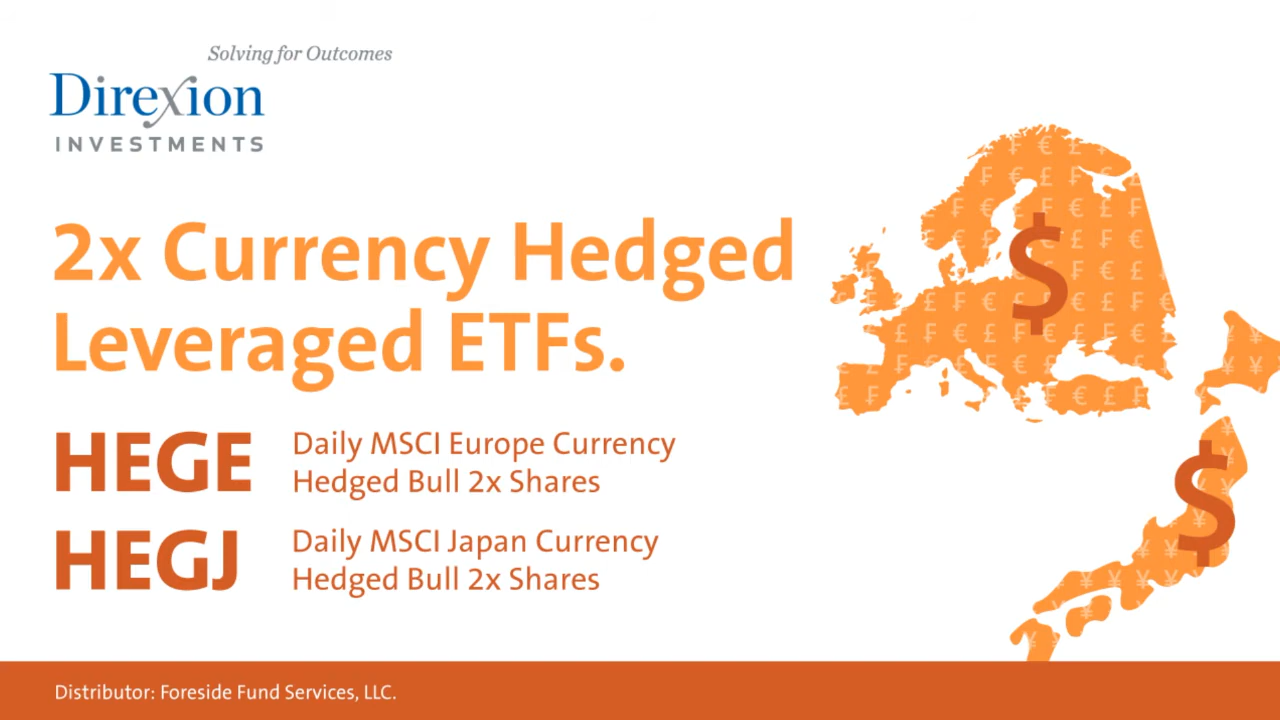 Solving for Outcomes
Direxion
INVESTMENTS
2x Currency Hedged
Leveraged ETFs.
HEGE
Daily MSCI Europe Currency
Hedged Bull 2x Shares
HEGJ
Daily MSCI Japan Currency
Hedged Bull 2x Shares
$
$
Distributor: Foreside Fund Services, LLC.